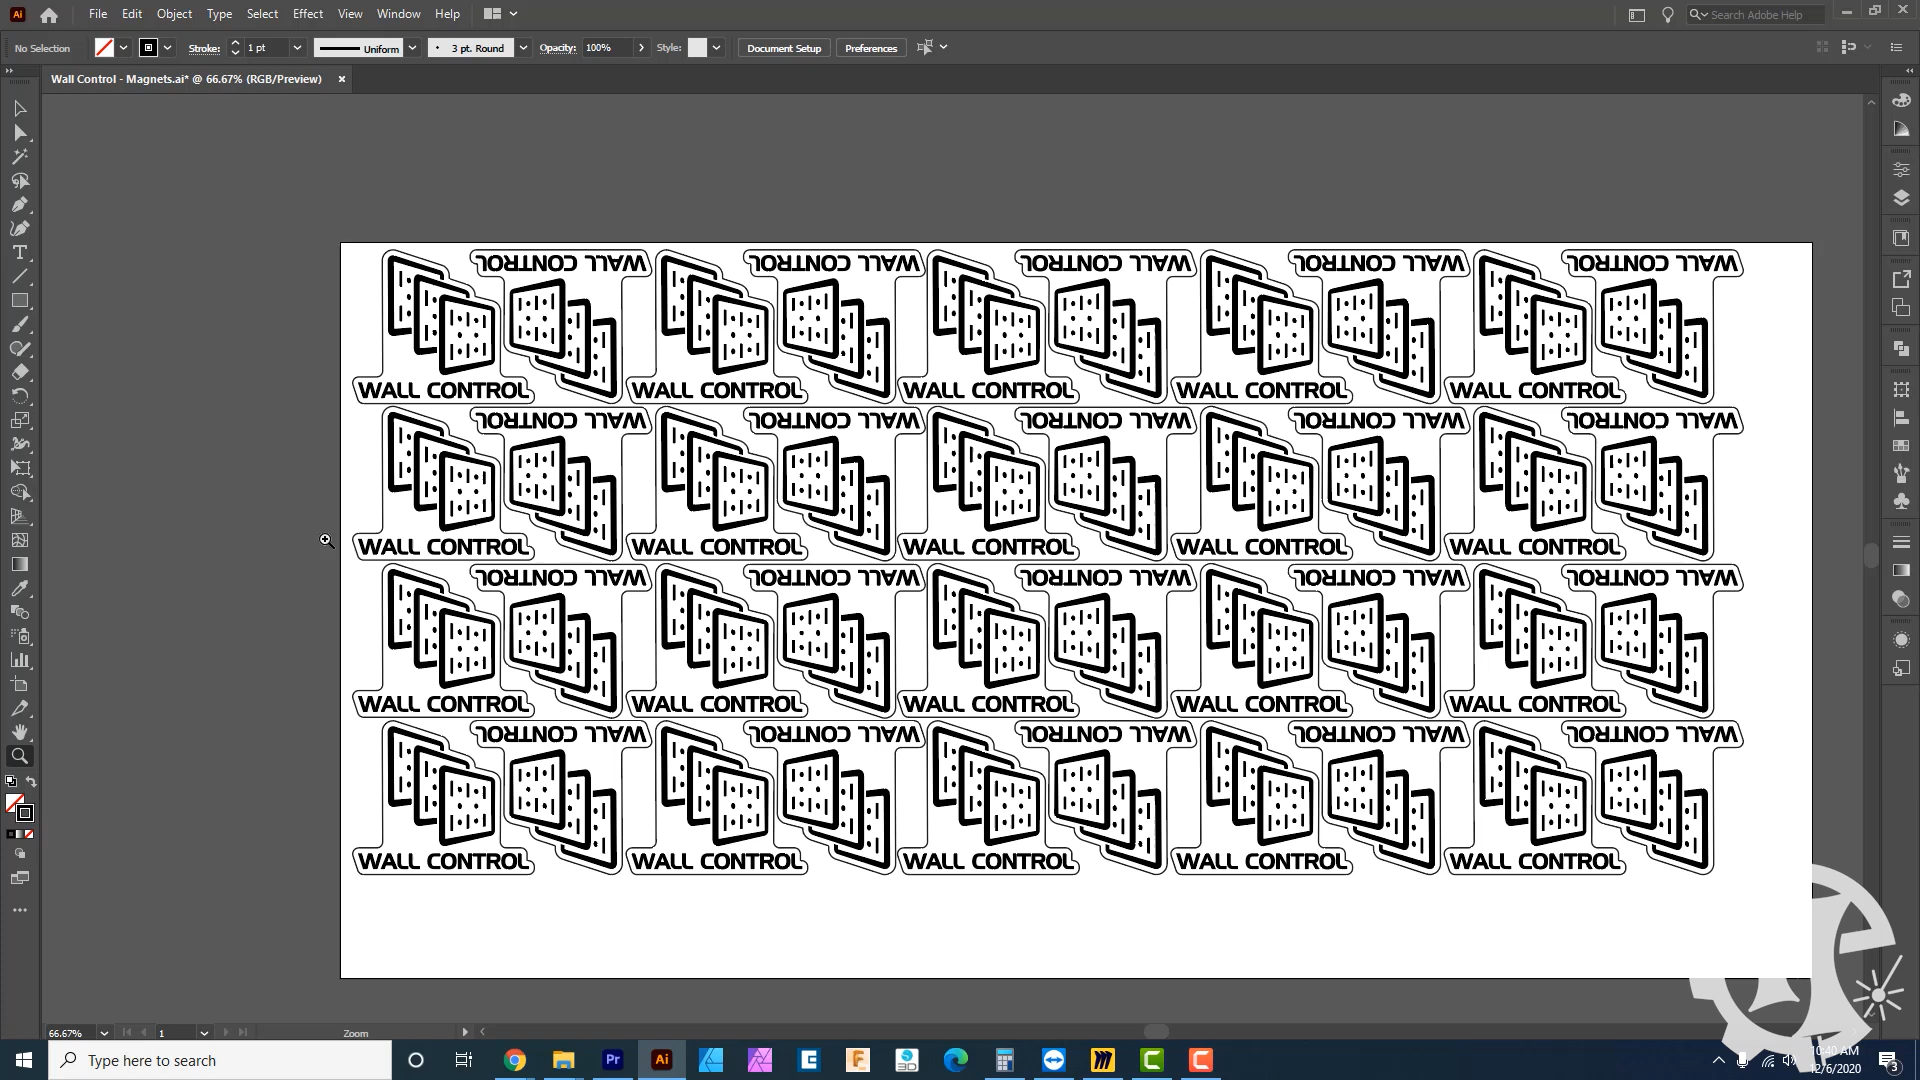 Ai File Edit Object Type Select Effect View Window Help Search Adobe Help
No Selection Stroke: 1 pt Uniform 3 pt. Round Opacity: 100% Style: Document Setup Preferences
Wall Control - Magnets.ai* @ 66.67% (RGB/Preview)
WALL CONTROL WALL CONTROL WALL CONTROL WALL CONTROL WALL CONTROL
WALL CONTROL WALL CONTROL WALL CONTROL WALL CONTROL WALL CONTROL
WALL CONTROL WALL CONTROL WALL CONTROL WALL CONTROL WALL CONTROL
WALL CONTROL WALL CONTROL WALL CONTROL WALL CONTROL WALL CONTROL
WALL CONTROL WALL CONTROL WALL CONTROL WALL CONTROL WALL CONTROL
WALL CONTROL WALL CONTROL WALL CONTROL WALL CONTROL WALL CONTROL
WALL CONTROL WALL CONTROL WALL CONTROL WALL CONTROL WALL CONTROL
WALL CONTROL WALL CONTROL WALL CONTROL WALL CONTROL WALL CONTROL
66.67% 1 Zoom
Type here to search Pr Ai 3D 10:40 AM
12/6/2020 3